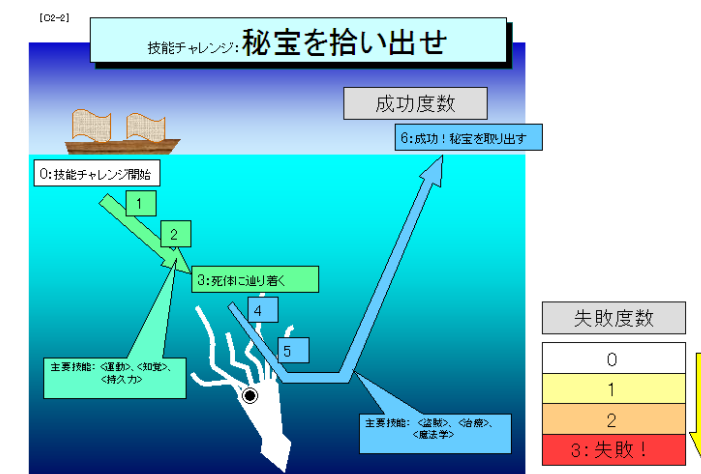 [C2-2]
技能チャレンジ:秘宝を拾い出せ
成功度数
6:成功！秘宝を取り出す
0:技能チャレンジ開始
1
2
3:死体に辿り着く
4
5
主要技能: <運動>、<知覚>、
<持久力>
主要技能: <盗賊>、<治療>、
<魔法学>
失敗度数
0
1
2
3:失敗！